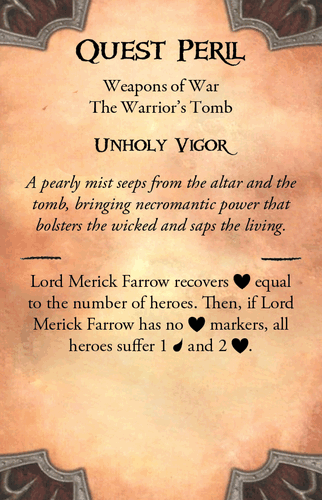 Quest Peril
Weapons of War
The Warrior's Tomb
Unholy Vigor
A pearly mist seeps from the altar and the
tomb, bringing necromantic power that
bolsters the wicked and saps the living.
Lord Merick Farrow recovers ♥ equal
to the number of heroes. Then, if Lord
Merick Farrow has no ♥ markers, all
heroes suffer 1 🌢 and 2 ♥.